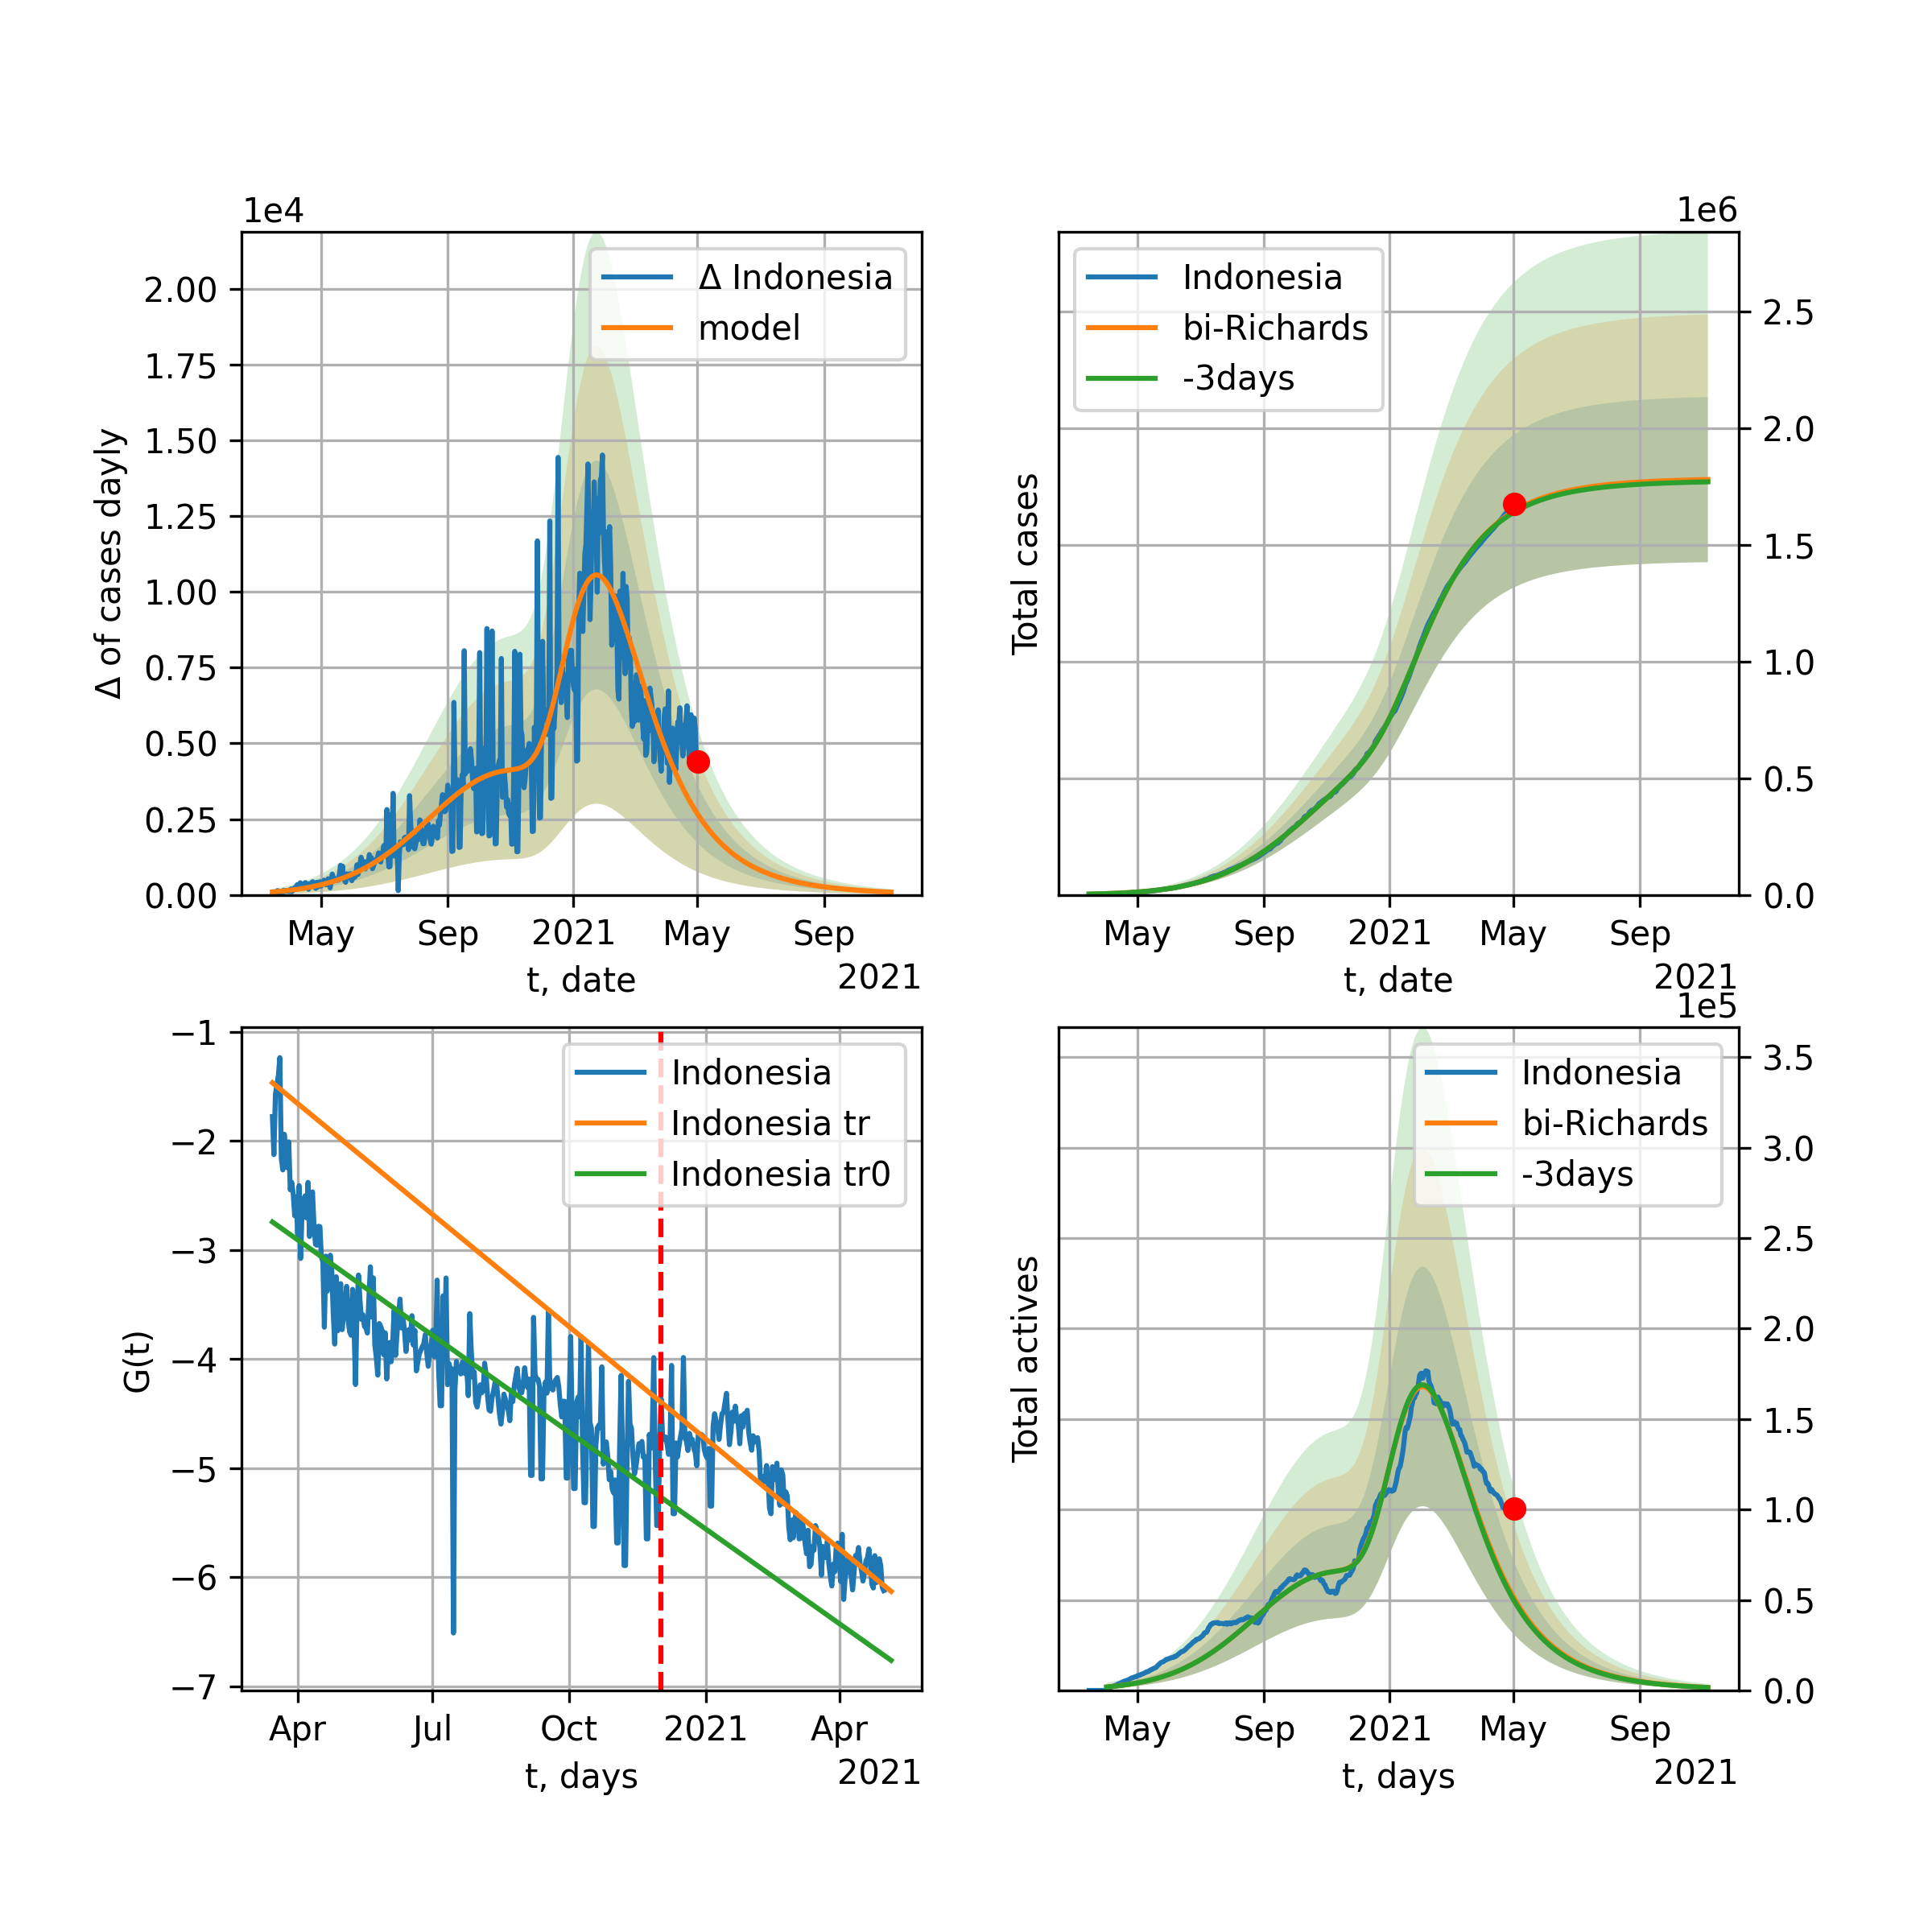 1e4
Δ of cases dayly
2.00
1.75
1.50
1.25
1.00
0.75
0.50
0.25
0.00
Δ Indonesia
model
May Sep 2021 May Sep
t, date
2021
1e6
Total cases
Indonesia
bi-Richards
-3days
2.5
2.0
1.5
1.0
0.5
0.0
May Sep 2021 May Sep
t, date
2021
G(t)
−1
−2
−3
−4
−5
−6
−7
Indonesia
Indonesia tr
Indonesia tr0
Apr Jul Oct 2021 Apr
t, days
2021
1e5
Total actives
Indonesia
bi-Richards
-3days
3.5
3.0
2.5
2.0
1.5
1.0
0.5
0.0
May Sep 2021 May Sep
t, days
2021